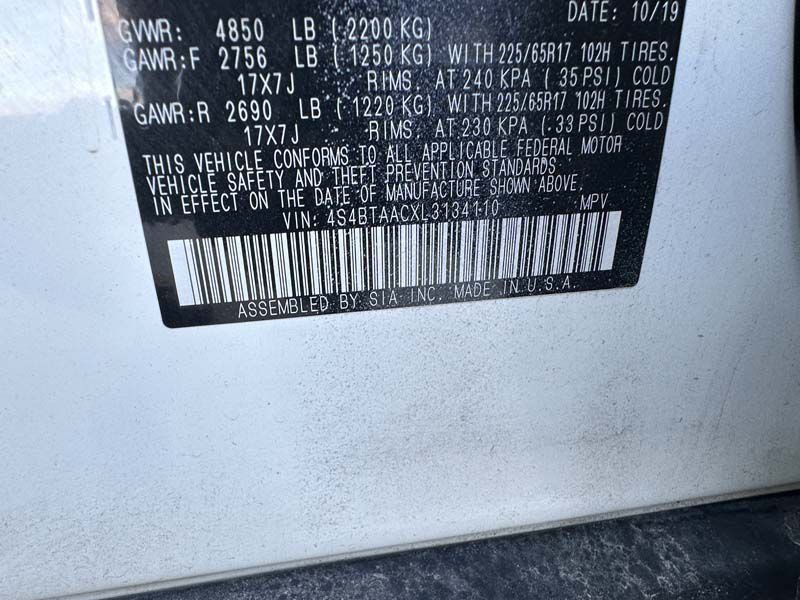 DATE: 10/19
GVWR: 4850 LB ( 2200 KG)
GAWR:F 2756 LB ( 1250 KG) WITH 225/65R17 102H TIRES.
17X7J RIMS. AT 240 KPA ( .35 PSI) COLD
GAWR:R 2690 LB ( 1220 KG) WITH 225/65R17 102H TIRES.
17X7J RIMS. AT 230 KPA (.33 PSI) COLD
THIS VEHICLE CONFORMS TO ALL APPLICABLE FEDERAL MOTOR
VEHICLE SAFETY AND THEFT PREVENTION STANDARDS
IN EFFECT ON THE DATE OF MANUFACTURE SHOWN ABOVE.
VIN: 4S4BTAACXL3134110 MPV
ASSEMBLED BY SIA INC. MADE IN U.S.A.